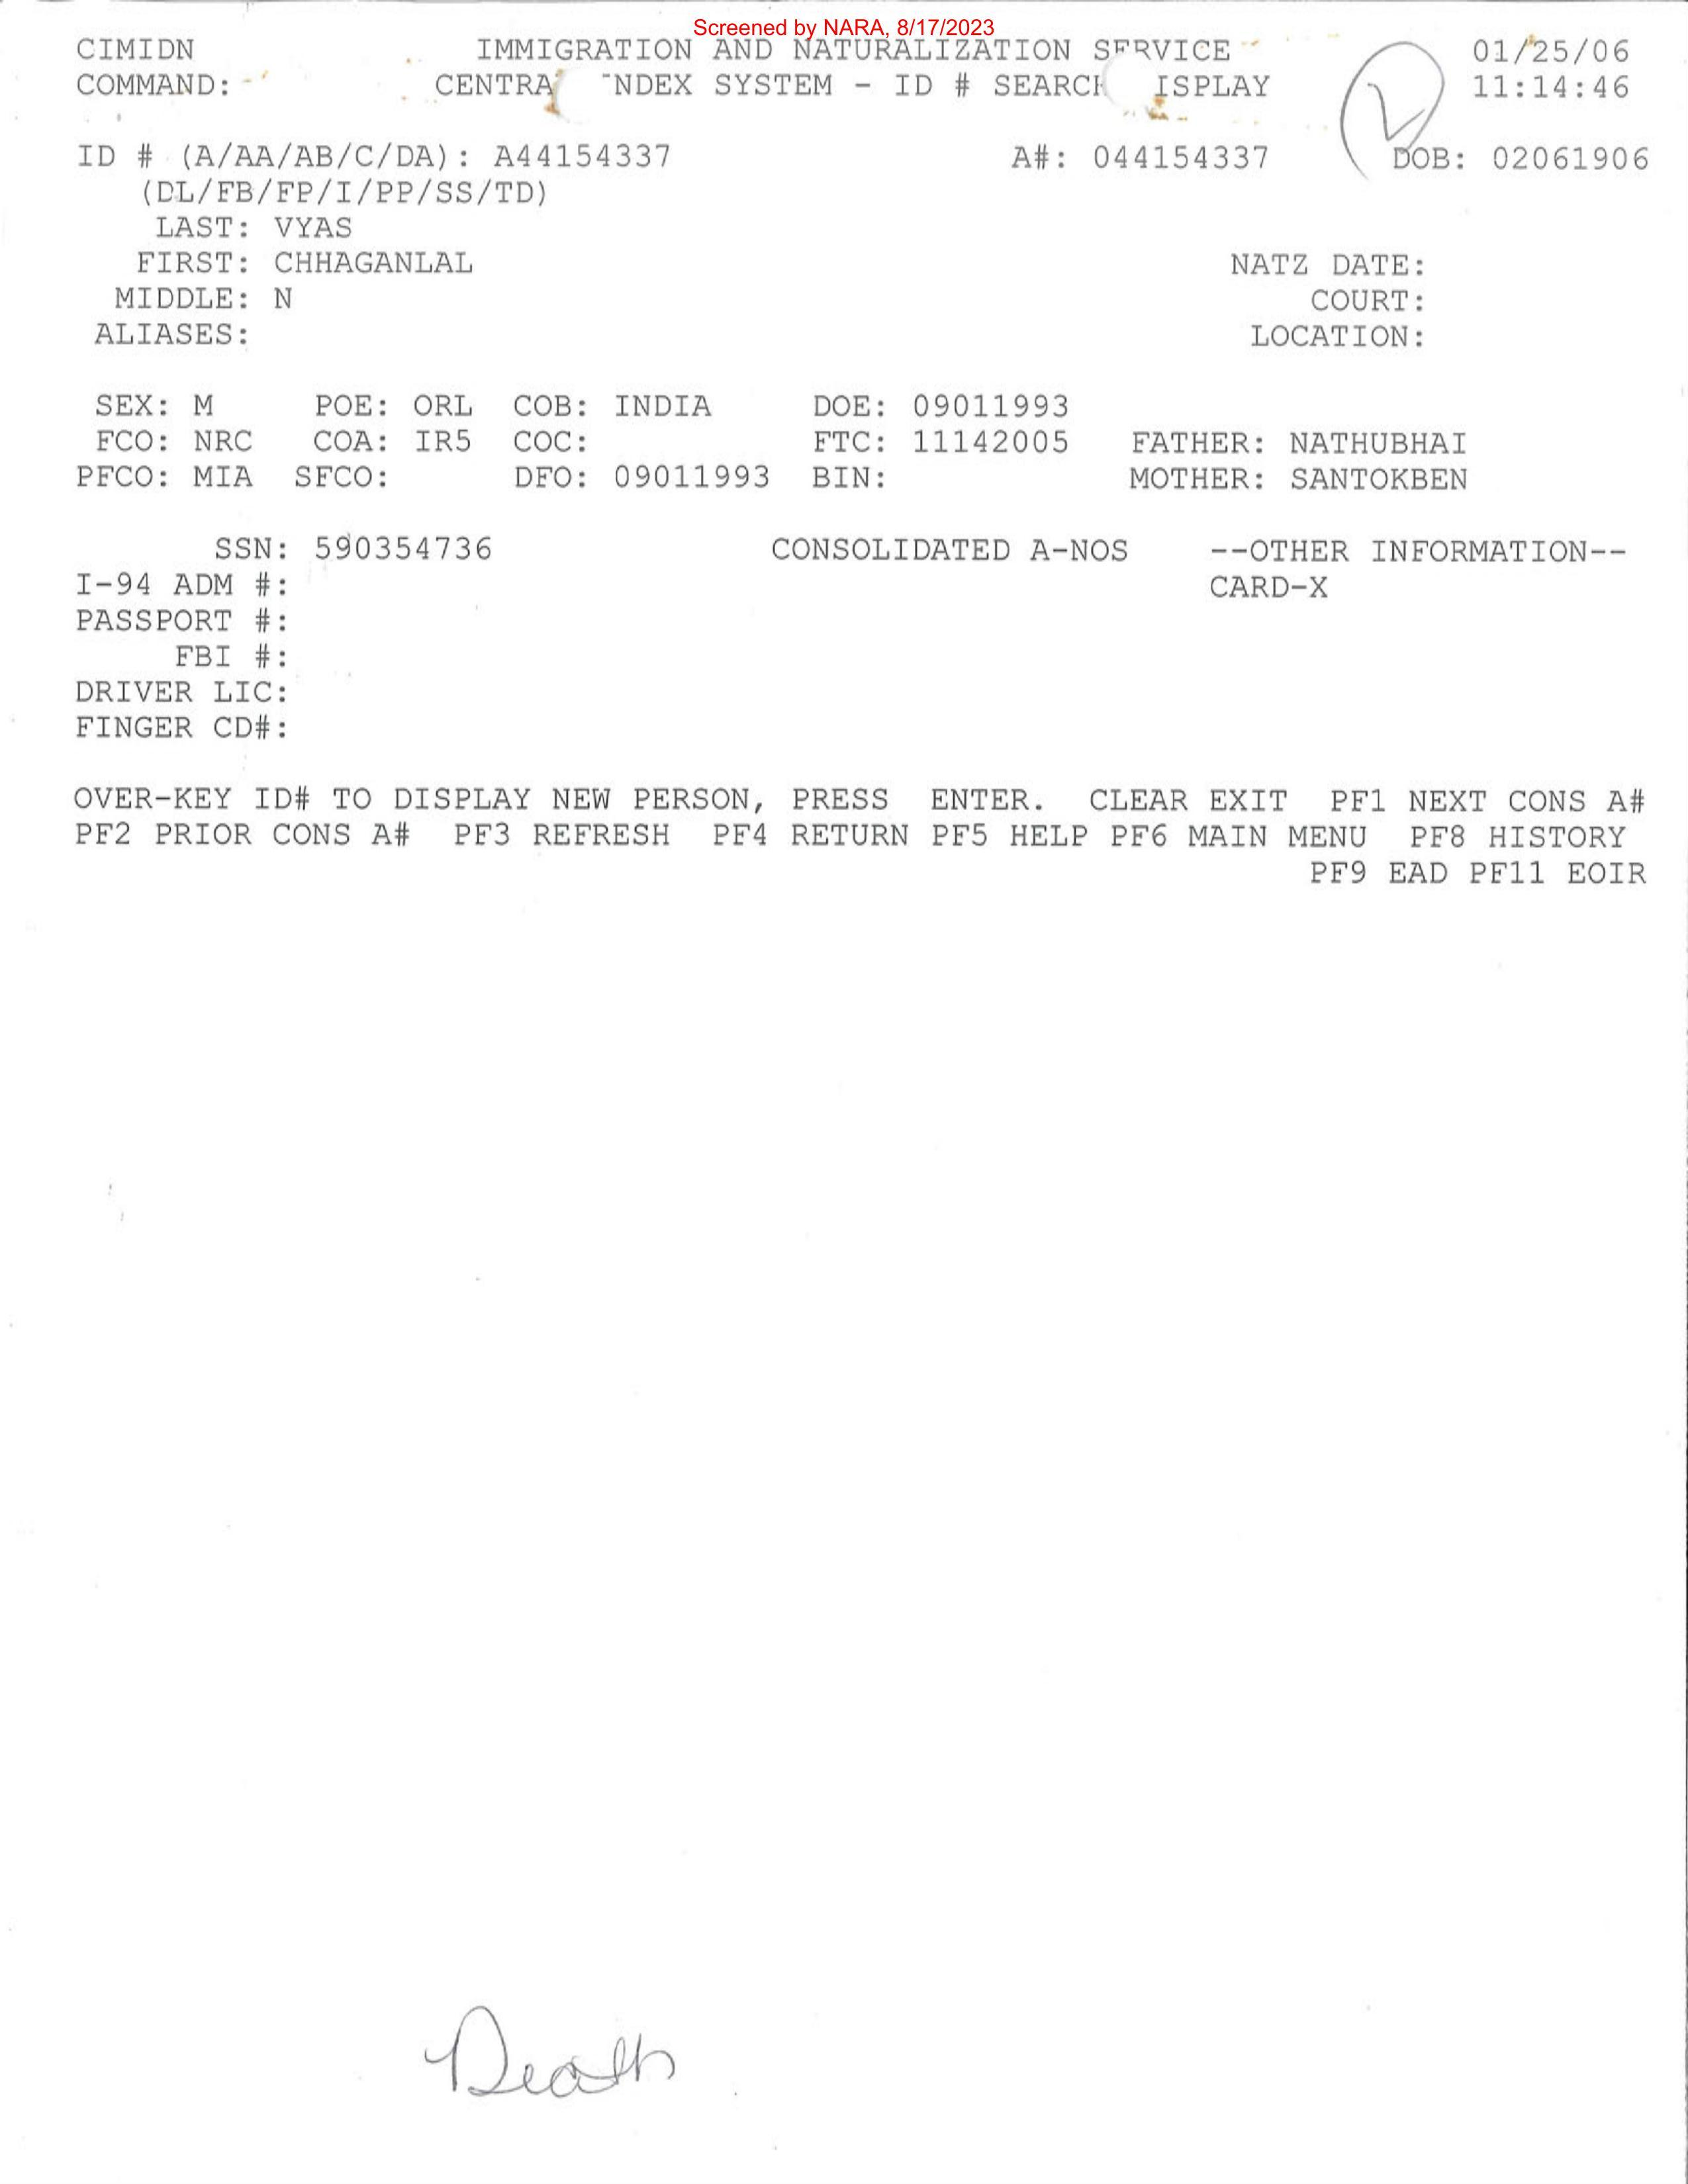 Screened by NARA, 8/17/2023
CIMIDN IMMIGRATION AND NATURALIZATION SERVICE 01/25/06
COMMAND: CENTRA NDEX SYSTEM - ID # SEARCH ISPLAY 11:14:46
ID # (A/AA/AB/C/DA): A44154337 A#: 044154337 DOB: 02061906
(DL/FB/FP/I/PP/SS/TD)
LAST: VYAS
FIRST: CHHAGANLAL NATZ DATE:
MIDDLE: N COURT:
ALIASES: LOCATION:
SEX: M POE: ORL COB: INDIA DOE: 09011993
FCO: NRC COA: IR5 COC: FTC: 11142005 FATHER: NATHUBHAI
PFCO: MIA SFCO: DFO: 09011993 BIN: MOTHER: SANTOKBEN
SSN: 590354736 CONSOLIDATED A-NOS --OTHER INFORMATION--
I-94 ADM #: CARD-X
PASSPORT #:
FBI #:
DRIVER LIC:
FINGER CD#:
OVER-KEY ID# TO DISPLAY NEW PERSON, PRESS ENTER. CLEAR EXIT PF1 NEXT CONS A#
PF2 PRIOR CONS A# PF3 REFRESH PF4 RETURN PF5 HELP PF6 MAIN MENU PF8 HISTORY
PF9 EAD PF11 EOIR
Death